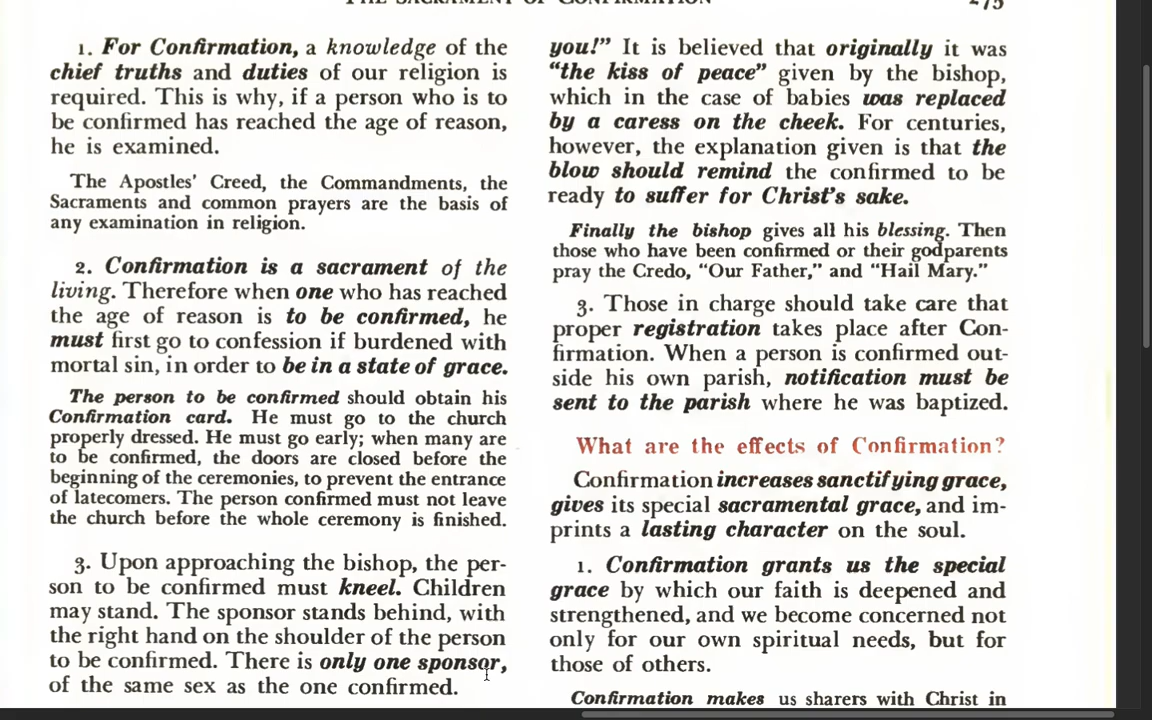 THE SACRAMENT OF CONFIRMATION
275
1. For Confirmation, a knowledge of the
chief truths and duties of our religion is
required. This is why, if a person who is to
be confirmed has reached the age of reason,
he is examined.
The Apostles' Creed, the Commandments, the
Sacraments and common prayers are the basis of
any examination in religion.
2. Confirmation is a sacrament of the
living. Therefore when one who has reached
the age of reason is to be confirmed, he
must first go to confession if burdened with
mortal sin, in order to be in a state of grace.
The person to be confirmed should obtain his
Confirmation card. He must go to the church
properly dressed. He must go early; when many are
to be confirmed, the doors are closed before the
beginning of the ceremonies, to prevent the entrance
of latecomers. The person confirmed must not leave
the church before the whole ceremony is finished.
3. Upon approaching the bishop, the per-
son to be confirmed must kneel. Children
may stand. The sponsor stands behind, with
the right hand on the shoulder of the person
to be confirmed. There is only one sponsor,
of the same sex as the one confirmed.
you!" It is believed that originally it was
"the kiss of peace" given by the bishop,
which in the case of babies was replaced
by a caress on the cheek. For centuries,
however, the explanation given is that the
blow should remind the confirmed to be
ready to suffer for Christ's sake.
Finally the bishop gives all his blessing. Then
those who have been confirmed or their godparents
pray the Credo, "Our Father," and "Hail Mary."
3. Those in charge should take care that
proper registration takes place after Con-
firmation. When a person is confirmed out-
side his own parish, notification must be
sent to the parish where he was baptized.
What are the effects of Confirmation?
Confirmation increases sanctifying grace,
gives its special sacramental grace, and im-
prints a lasting character on the soul.
1. Confirmation grants us the special
grace by which our faith is deepened and
strengthened, and we become concerned not
only for our own spiritual needs, but for
those of others.
Confirmation makes us sharers with Christ in